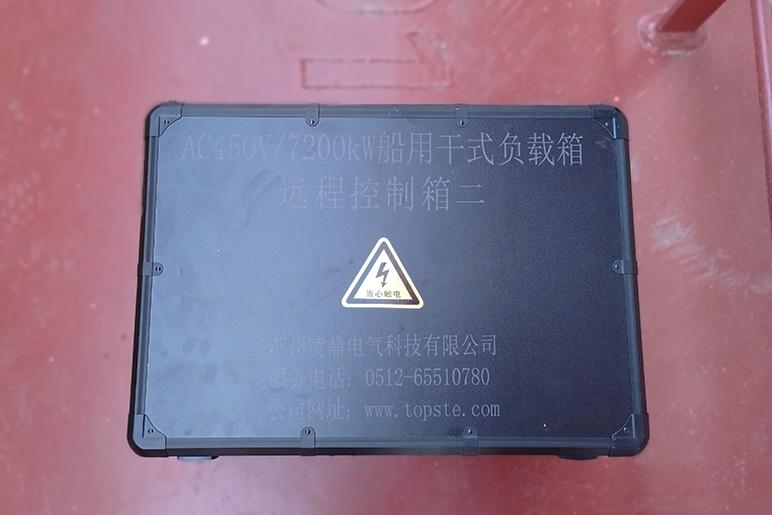 AC450V/7200kW船用干式负载箱
远程控制箱二
当心触电
苏州凌鼎电气科技有限公司
服务电话: 0512-65510780
公司网址: www.topste.com